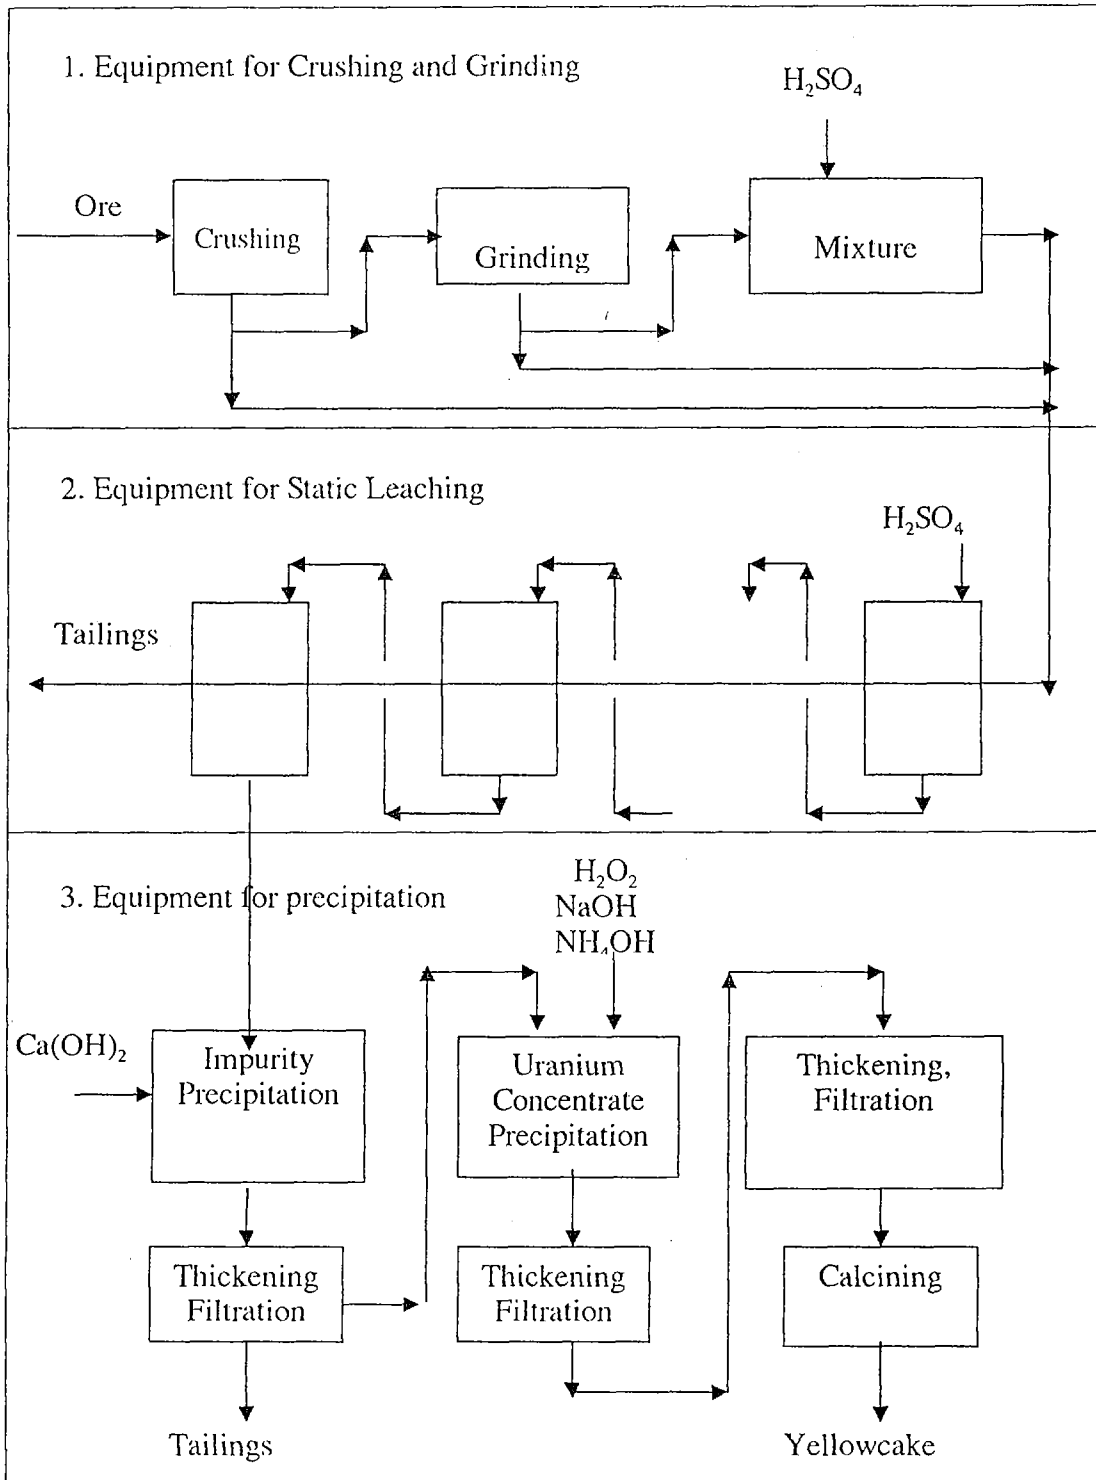 1. Equipment for Crushing and Grinding
H₂SO₄
Ore
Crushing
Grinding
Mixture
2. Equipment for Static Leaching
H₂SO₄
Tailings
3. Equipment for precipitation
H₂O₂
NaOH
NH₄OH
Ca(OH)₂
Impurity
Precipitation
Uranium
Concentrate
Precipitation
Thickening,
Filtration
Thickening
Filtration
Thickening
Filtration
Calcining
Tailings
Yellowcake